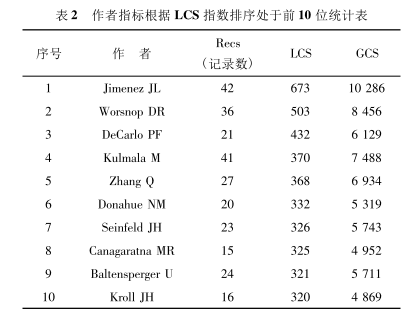 表 2 作者指标根据 LCS 指数排序处于前 10 位统计表
序号 作 者 Recs (记录数) LCS GCS
1 Jimenez JL 42 673 10 286
2 Worsnop DR 36 503 8 456
3 DeCarlo PF 21 432 6 129
4 Kulmala M 41 370 7 488
5 Zhang Q 27 368 6 934
6 Donahue NM 20 332 5 319
7 Seinfeld JH 23 326 5 743
8 Canagaratna MR 15 325 4 952
9 Baltensperger U 24 321 5 711
10 Kroll JH 16 320 4 869